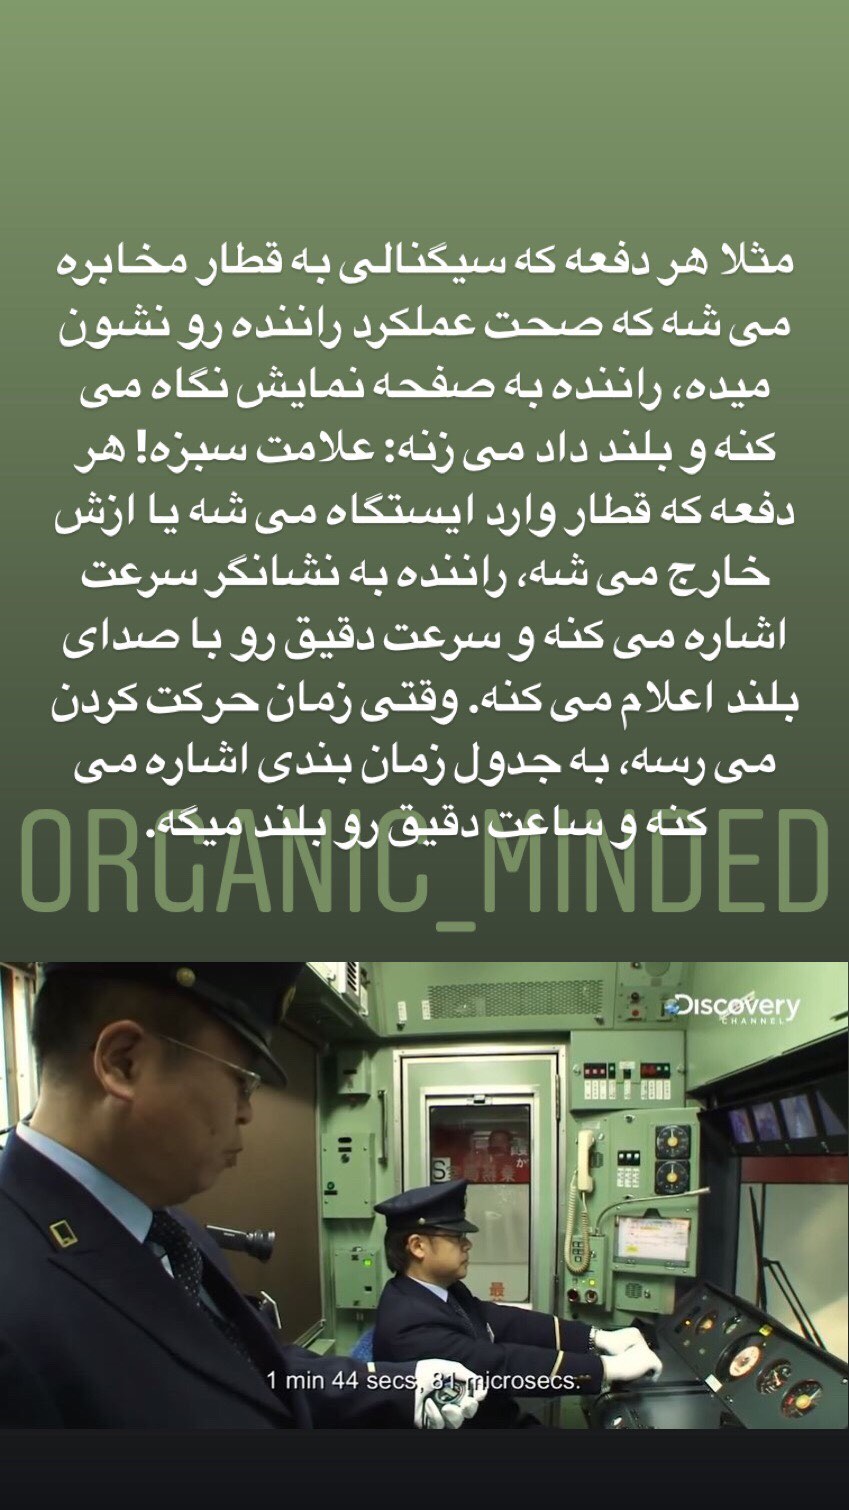 مثلا هر دفعه که سیگنالی به قطار مخابره
می شه که صحت عملکرد راننده رو نشون
میده، راننده به صفحه نمایش نگاه می
کنه و بلند داد می زنه: علامت سبزه! هر
دفعه که قطار وارد ایستگاه می شه یا ازش
خارج می شه، راننده به نشانگر سرعت
اشاره می کنه و سرعت دقیق رو با صدای
بلند اعلام می کنه. وقتی زمان حرکت کردن
می رسه، به جدول زمان بندی اشاره می
کنه و ساعت دقیق رو بلند میگه.
ORGANIC_MINDED
Discovery
CHANNEL
1 min 44 secs, 81 microsecs.